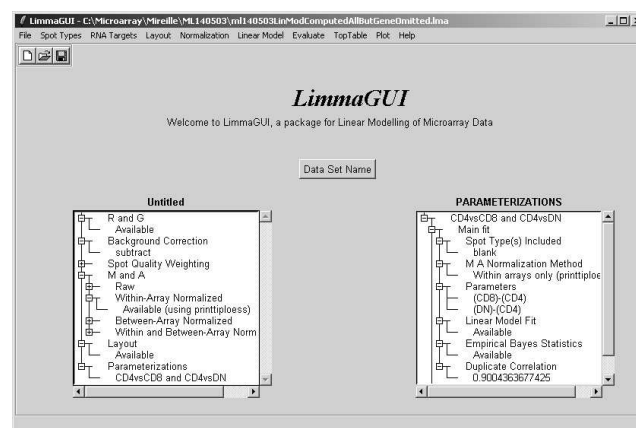 LimmaGUI - C:\Microarray\Mireille\ML140503\ml140503LinModComputedAllButGeneOmitted.lma
File Spot Types RNA Targets Layout Normalization Linear Model Evaluate TopTable Plot Help
LimmaGUI
Welcome to LimmaGUI, a package for Linear Modelling of Microarray Data
Data Set Name
Untitled
R and G
Available
Background Correction
subtract
Spot Quality Weighting
M and A
Raw
Within-Array Normalized
Available (using printtiploess)
Between-Array Normalized
Within and Between-Array Norm
Layout
Available
Parameterizations
CD4vsCD8 and CD4vsDN
PARAMETERIZATIONS
CD4vsCD8 and CD4vsDN
Main fit
Spot Type(s) Included
blank
M A Normalization Method
Within arrays only (printtiploe
Parameters
(CD8)-(CD4)
(DN)-(CD4)
Linear Model Fit
Available
Empirical Bayes Statistics
Available
Duplicate Correlation
0.9004363677425